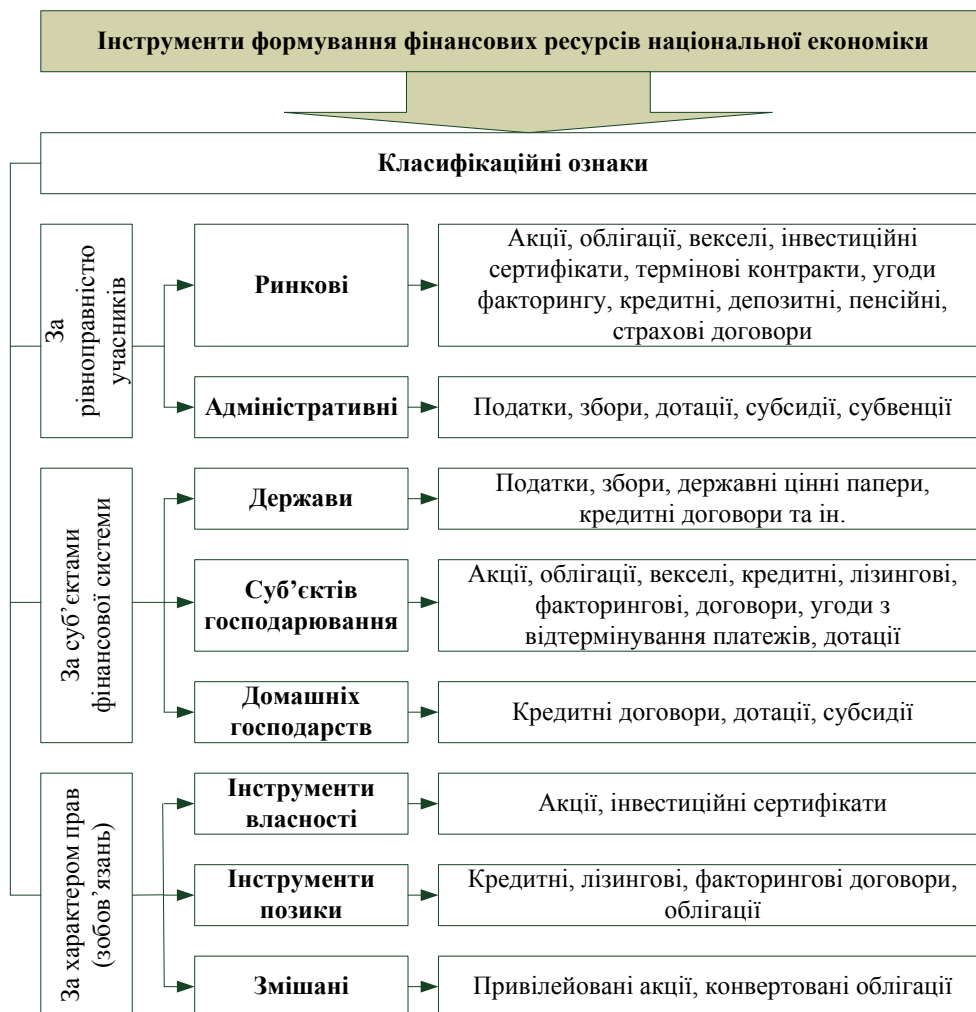 Інструменти формування фінансових ресурсів національної економіки
Класифікаційні ознаки
За
рівноправністю
учасників
Ринкові
Акції, облігації, векселі, інвестиційні
сертифікати, термінові контракти, угоди
факторингу, кредитні, депозитні, пенсійні,
страхові договори
Адміністративні
Податки, збори, дотації, субсидії, субвенції
За суб’єктами
фінансової системи
Держави
Податки, збори, державні цінні папери,
кредитні договори та ін.
Суб’єктів
господарювання
Акції, облігації, векселі, кредитні, лізингові,
факторингові, договори, угоди з
відтермінування платежів, дотації
Домашніх
господарств
Кредитні договори, дотації, субсидії
За характером прав
(зобов’язань)
Інструменти
власності
Акції, інвестиційні сертифікати
Інструменти
позики
Кредитні, лізингові, факторингові договори,
облігації
Змішані
Привілейовані акції, конвертовані облігації